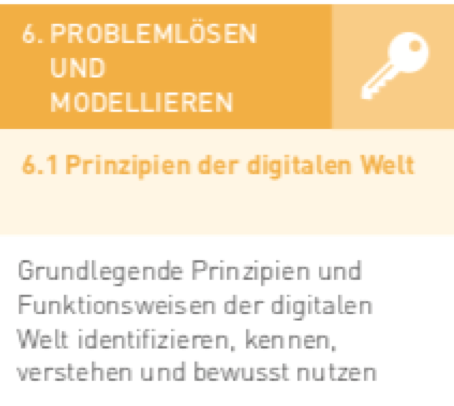 6. PROBLEMLÖSEN
UND
MODELLIEREN
6.1 Prinzipien der digitalen Welt
Grundlegende Prinzipien und
Funktionsweisen der digitalen
Welt identifizieren, kennen,
verstehen und bewusst nutzen